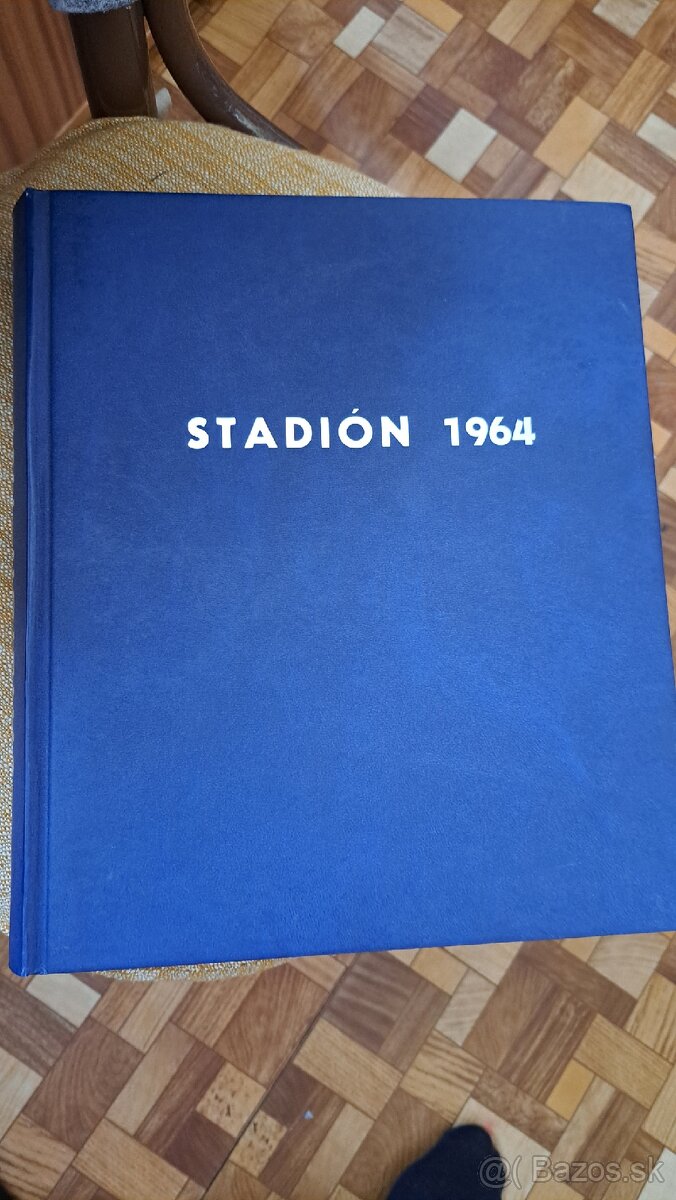 STADIÓN 1964
@( Bazos.sk